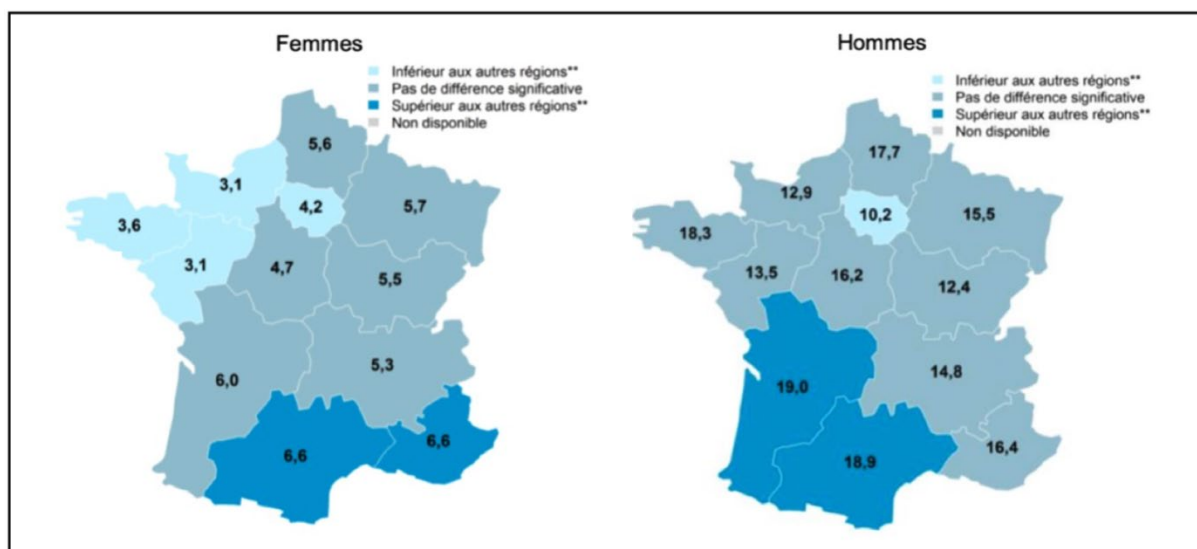 Femmes
Inférieur aux autres régions**
Pas de différence significative
Supérieur aux autres régions**
Non disponible
5,6
3,1
4,2
5,7
3,6
3,1
4,7
5,5
5,3
6,0
6,6
6,6
Hommes
Inférieur aux autres régions**
Pas de différence significative
Supérieur aux autres régions**
Non disponible
17,7
12,9
10,2
15,5
18,3
13,5
16,2
12,4
14,8
19,0
16,4
18,9